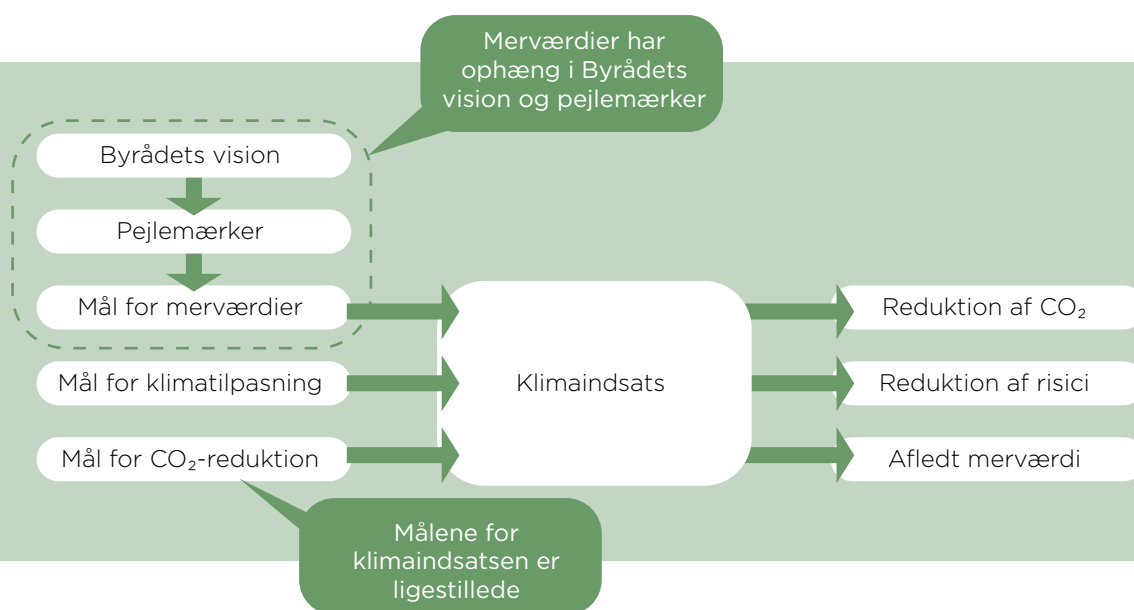 Merværdier har
ophæng i Byrådets
vision og pejlemærker
Byrådets vision
Pejlemærker
Mål for merværdier
Mål for klimatilpasning
Mål for CO₂-reduktion
Klimaindsats
Reduktion af CO₂
Reduktion af risici
Afledt merværdi
Målene for
klimaindsatsen er
ligestillede